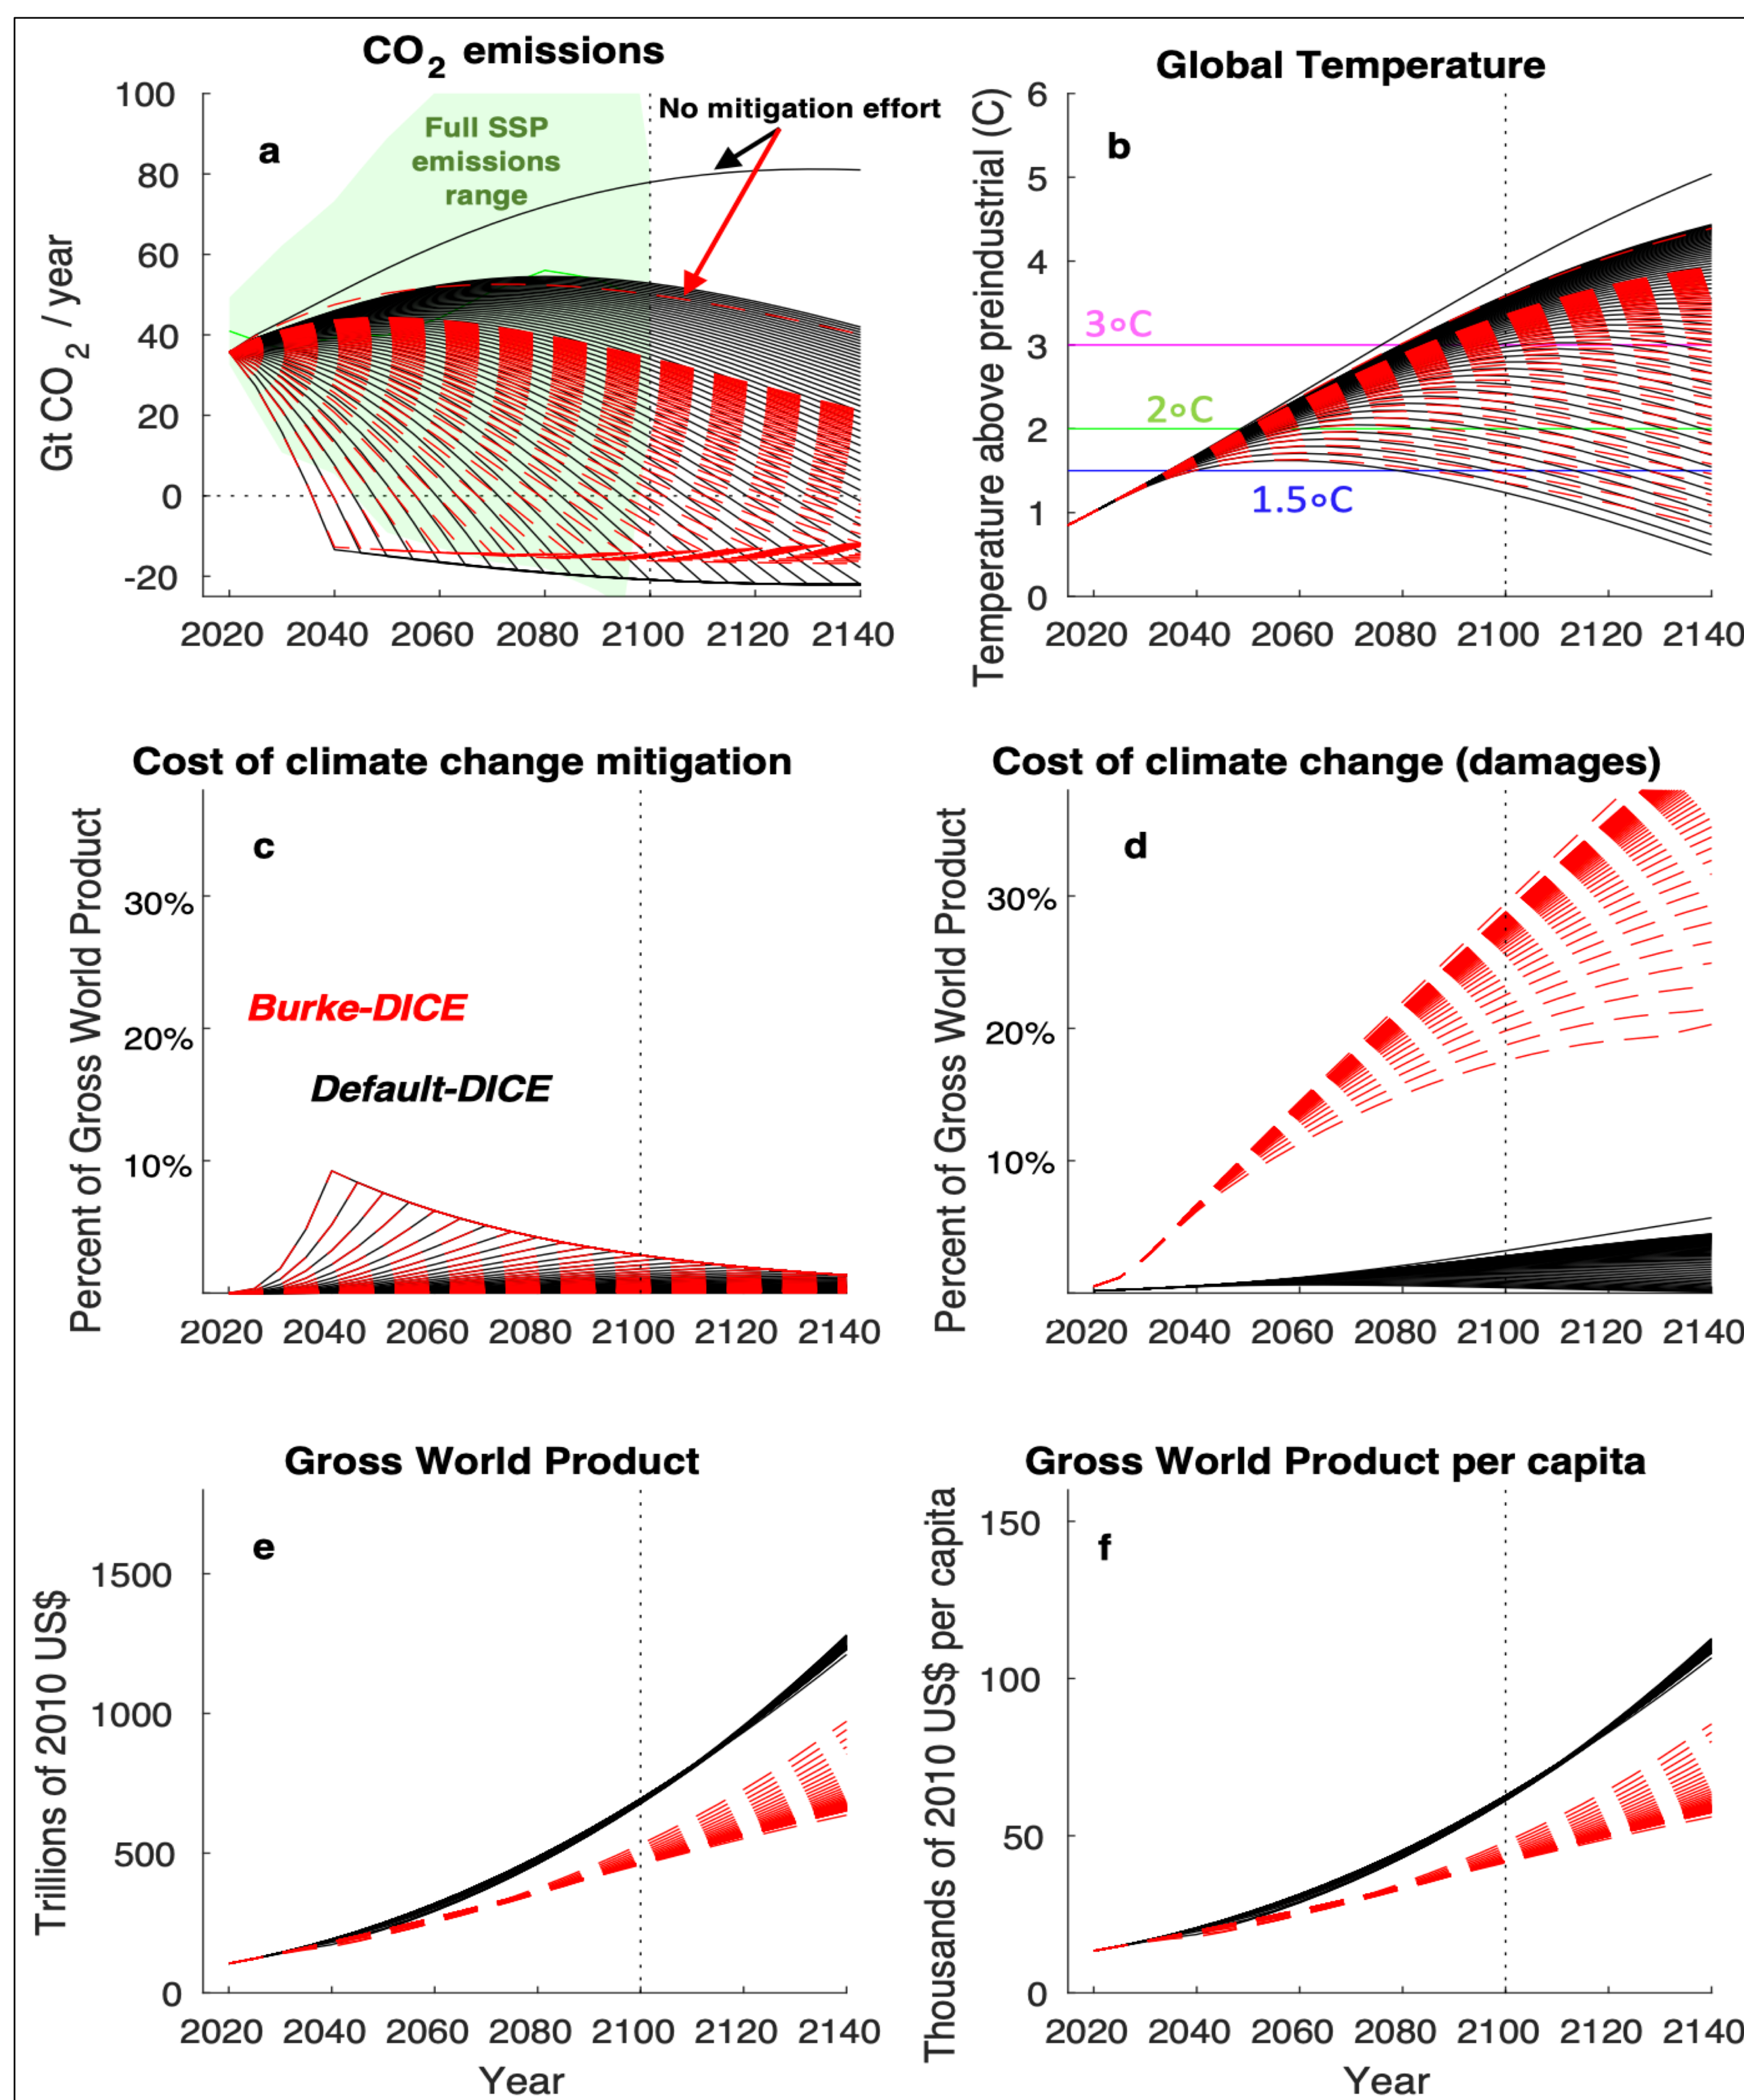 CO2 emissions
Gt CO2 / year
100
80
60
40
20
0
-20
a
Full SSP
emissions
range
No mitigation effort
2020 2040 2060 2080 2100 2120 2140
Global Temperature
Temperature above preindustrial (C)
6
5
4
3
2
1
0
b
3∘C
2∘C
1.5∘C
2020 2040 2060 2080 2100 2120 2140
Cost of climate change mitigation
Percent of Gross World Product
30%
20%
10%
c
Burke-DICE
Default-DICE
2020 2040 2060 2080 2100 2120 2140
Cost of climate change (damages)
Percent of Gross World Product
30%
20%
10%
d
2020 2040 2060 2080 2100 2120 2140
Gross World Product
Trillions of 2010 US$
1500
1000
500
0
e
2020 2040 2060 2080 2100 2120 2140
Year
Gross World Product per capita
Thousands of 2010 US$ per capita
150
100
50
0
f
2020 2040 2060 2080 2100 2120 2140
Year